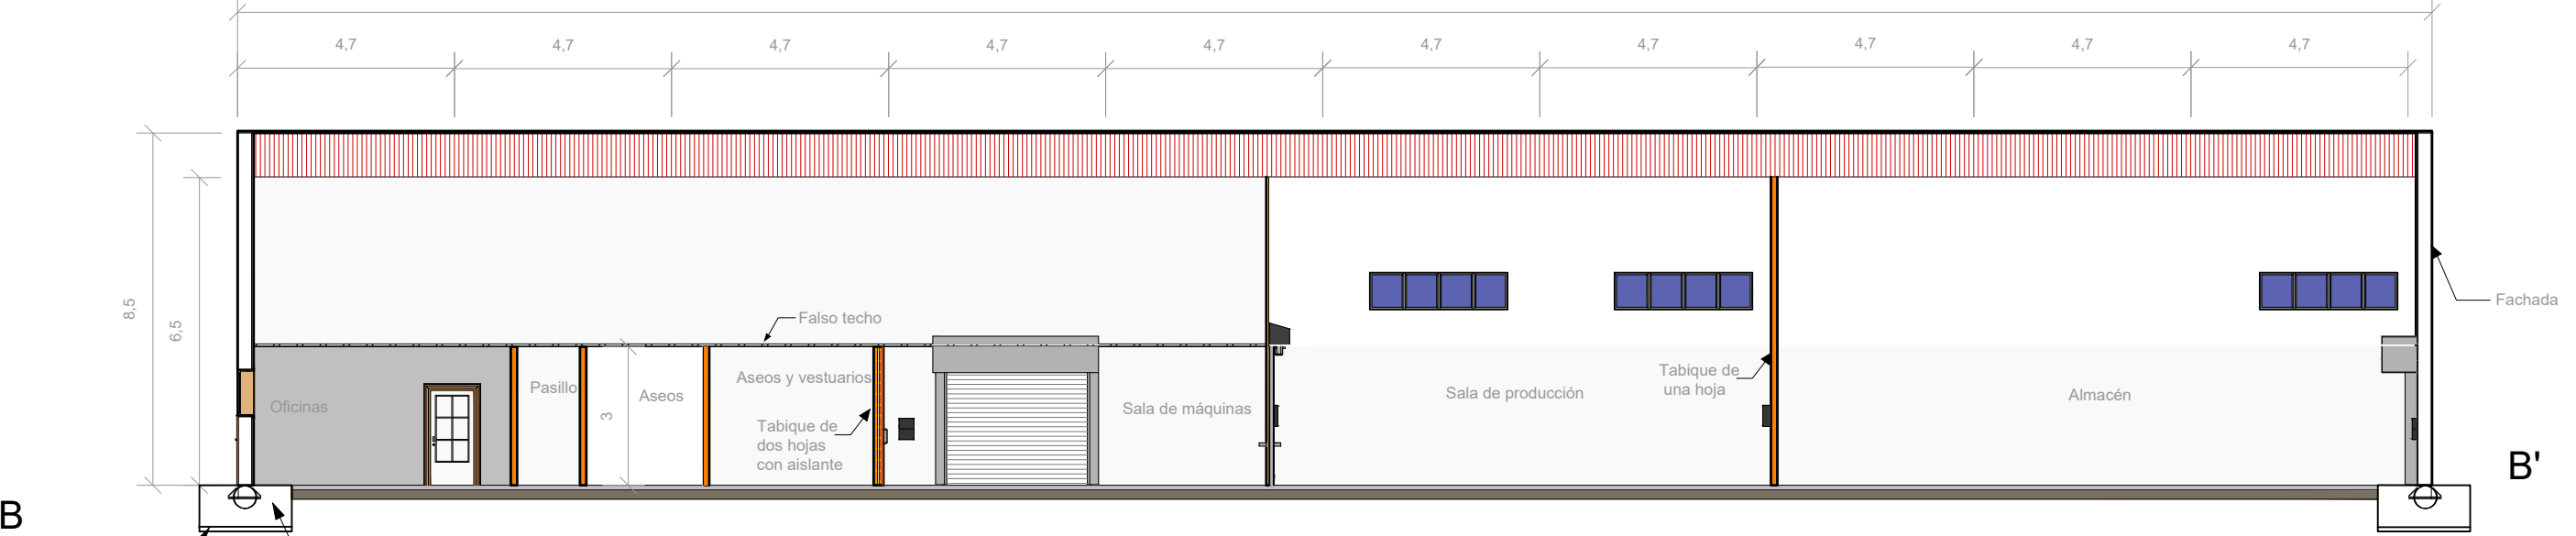 4,7 4,7 4,7 4,7 4,7 4,7 4,7 4,7 4,7 4,7
8,5
6,5
Falso techo
Fachada
Oficinas
Pasillo
3
Aseos
Aseos y vestuarios
Tabique de
dos hojas
con aislante
Sala de máquinas
Sala de producción
Tabique de
una hoja
Almacén
B
B'